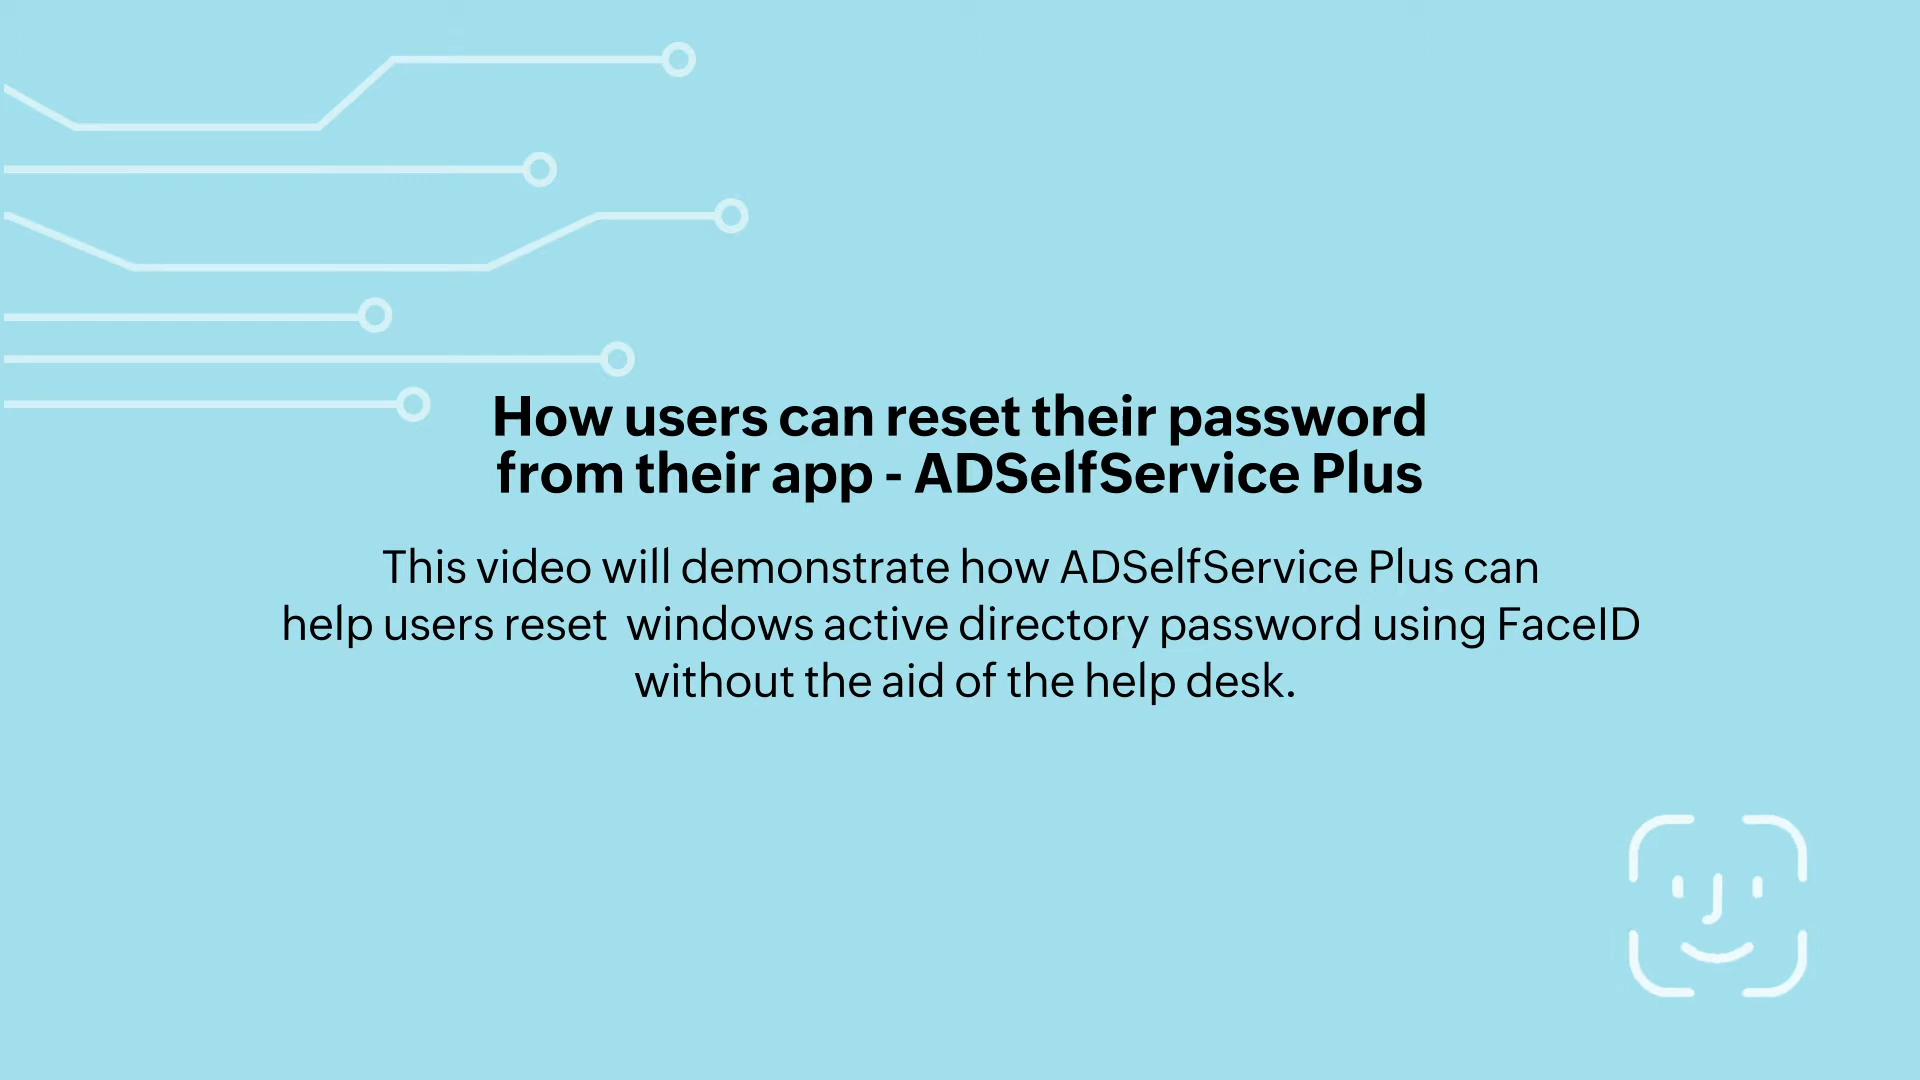 How users can reset their password
from their app - ADSelfService Plus
This video will demonstrate how ADSelfService Plus can
help users reset  windows active directory password using FaceID
without the aid of the help desk.